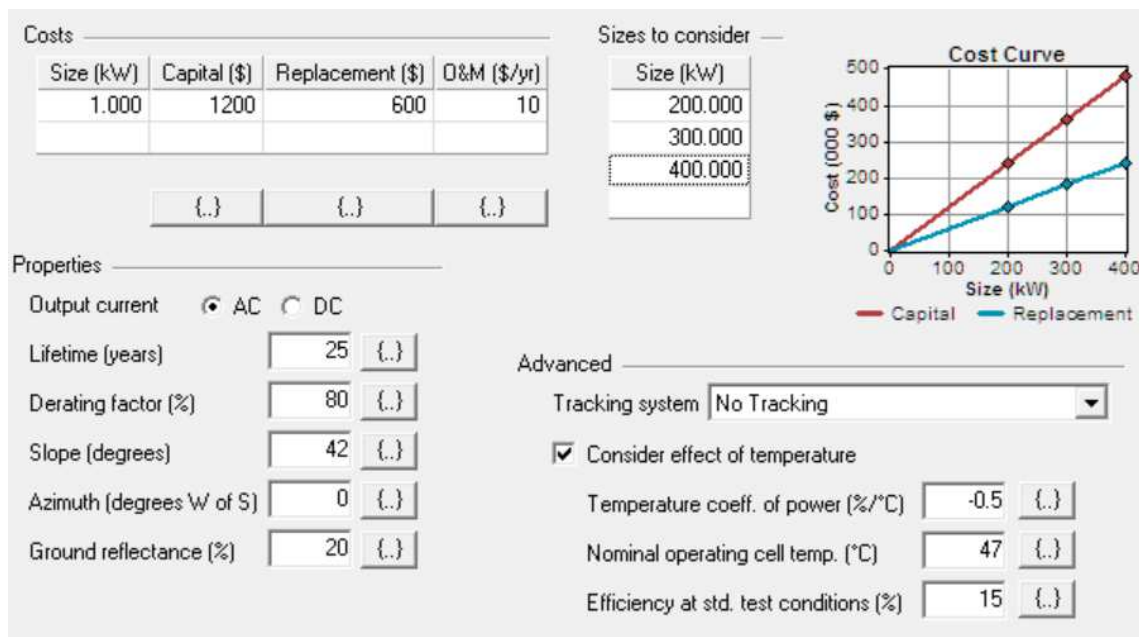 Costs
Size (kW) Capital ($) Replacement ($) O&M ($/yr)
1.000 1200 600 10
{..} {..} {..}
Sizes to consider
Size (kW)
200.000
300.000
400.000
Cost Curve
500
400
300
200
100
0
Cost (000 $)
0 100 200 300 400
Size (kW)
Capital Replacement
Properties
Output current AC DC
Lifetime (years) 25 {..}
Derating factor (%) 80 {..}
Slope (degrees) 42 {..}
Azimuth (degrees W of S) 0 {..}
Ground reflectance (%) 20 {..}
Advanced
Tracking system No Tracking
Consider effect of temperature
Temperature coeff. of power (%/°C) -0.5 {..}
Nominal operating cell temp. (°C) 47 {..}
Efficiency at std. test conditions (%) 15 {..}